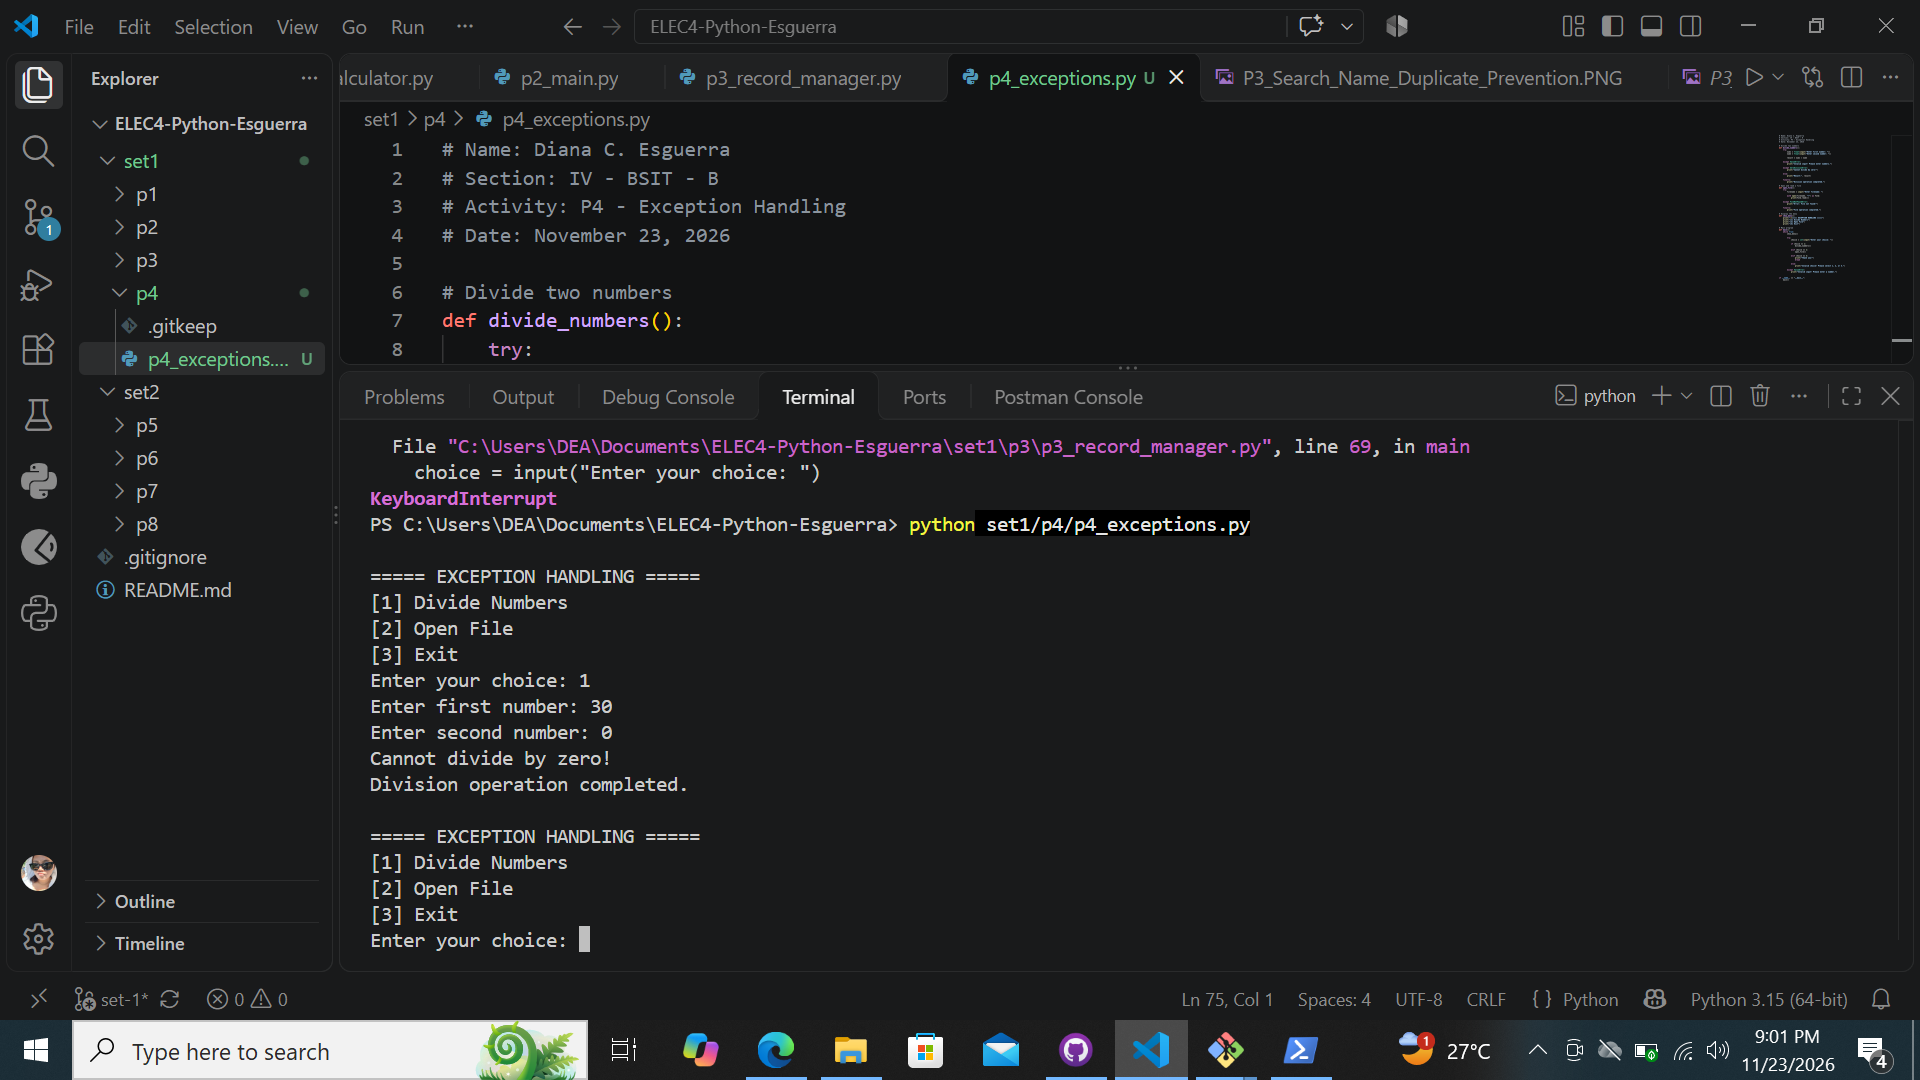 File Edit Selection View Go Run ··· ELEC4-Python-Esguerra
Explorer ···
ELEC4-Python-Esguerra
set1
p1
p2
p3
p4
.gitkeep
p4_exceptions.... U
set2
p5
p6
p7
p8
.gitignore
README.md
Outline
Timeline
1
alculator.py p2_main.py p3_record_manager.py p4_exceptions.py U P3_Search_Name_Duplicate_Prevention.PNG P3_
set1 > p4 > p4_exceptions.py
1 # Name: Diana C. Esguerra
2 # Section: IV - BSIT - B
3 # Activity: P4 - Exception Handling
4 # Date: November 23, 2026
5
6 # Divide two numbers
7 def divide_numbers():
8 try:
Problems Output Debug Console Terminal Ports Postman Console python
File "C:\Users\DEA\Documents\ELEC4-Python-Esguerra\set1\p3\p3_record_manager.py", line 69, in main
choice = input("Enter your choice: ")
KeyboardInterrupt
PS C:\Users\DEA\Documents\ELEC4-Python-Esguerra> python set1/p4/p4_exceptions.py
===== EXCEPTION HANDLING =====
[1] Divide Numbers
[2] Open File
[3] Exit
Enter your choice: 1
Enter first number: 30
Enter second number: 0
Cannot divide by zero!
Division operation completed.
===== EXCEPTION HANDLING =====
[1] Divide Numbers
[2] Open File
[3] Exit
Enter your choice:
set-1* 0 0 Ln 75, Col 1 Spaces: 4 UTF-8 CRLF { } Python Python 3.15 (64-bit)
Type here to search 1 27°C 9:01 PM
11/23/2026 4